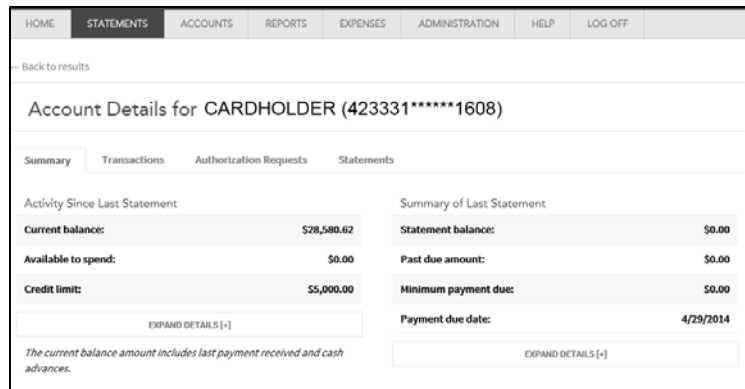 HOME STATEMENTS ACCOUNTS REPORTS EXPENSES ADMINISTRATION HELP LOG OFF
← Back to results
Account Details for CARDHOLDER (423331******1608)
Summary Transactions Authorization Requests Statements
Activity Since Last Statement
Current balance: $28,580.62
Available to spend: $0.00
Credit limit: $5,000.00
EXPAND DETAILS [+]
The current balance amount includes last payment received and cash
advances.
Summary of Last Statement
Statement balance: $0.00
Past due amount: $0.00
Minimum payment due: $0.00
Payment due date: 4/29/2014
EXPAND DETAILS [+]